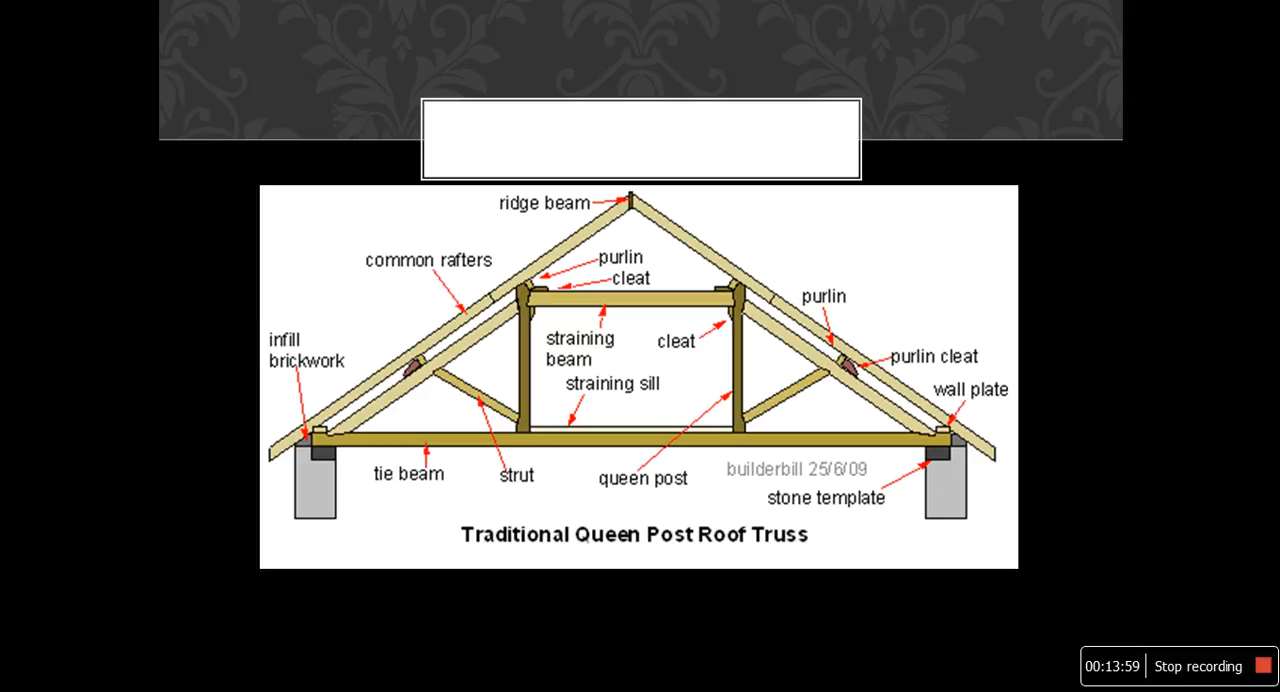 ridge beam
common rafters
purlin
cleat
purlin
infill
brickwork
straining
beam
cleat
purlin cleat
straining sill
wall plate
tie beam
strut
queen post
builderbill 25/6/09
stone template
Traditional Queen Post Roof Truss
00:13:59 Stop recording